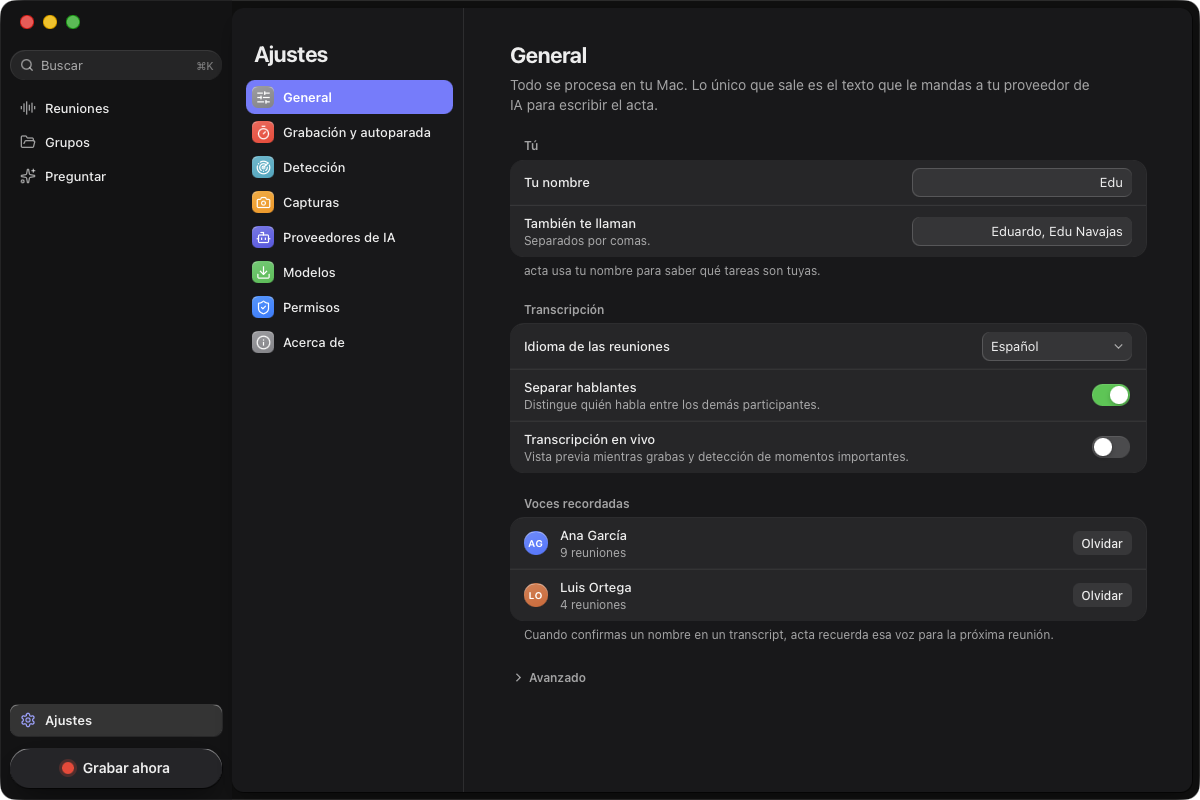 Buscar ⌘K
Reuniones
Grupos
Preguntar
Ajustes
Grabar ahora
Ajustes
General
Grabación y autoparada
Detección
Capturas
Proveedores de IA
Modelos
Permisos
Acerca de
General
Todo se procesa en tu Mac. Lo único que sale es el texto que le mandas a tu proveedor de
IA para escribir el acta.
Tú
Tu nombre Edu
También te llaman
Separados por comas.
Eduardo, Edu Navajas
acta usa tu nombre para saber qué tareas son tuyas.
Transcripción
Idioma de las reuniones Español
Separar hablantes
Distingue quién habla entre los demás participantes.
Transcripción en vivo
Vista previa mientras grabas y detección de momentos importantes.
Voces recordadas
AG
Ana García
9 reuniones
Olvidar
LO
Luis Ortega
4 reuniones
Olvidar
Cuando confirmas un nombre en un transcript, acta recuerda esa voz para la próxima reunión.
Avanzado